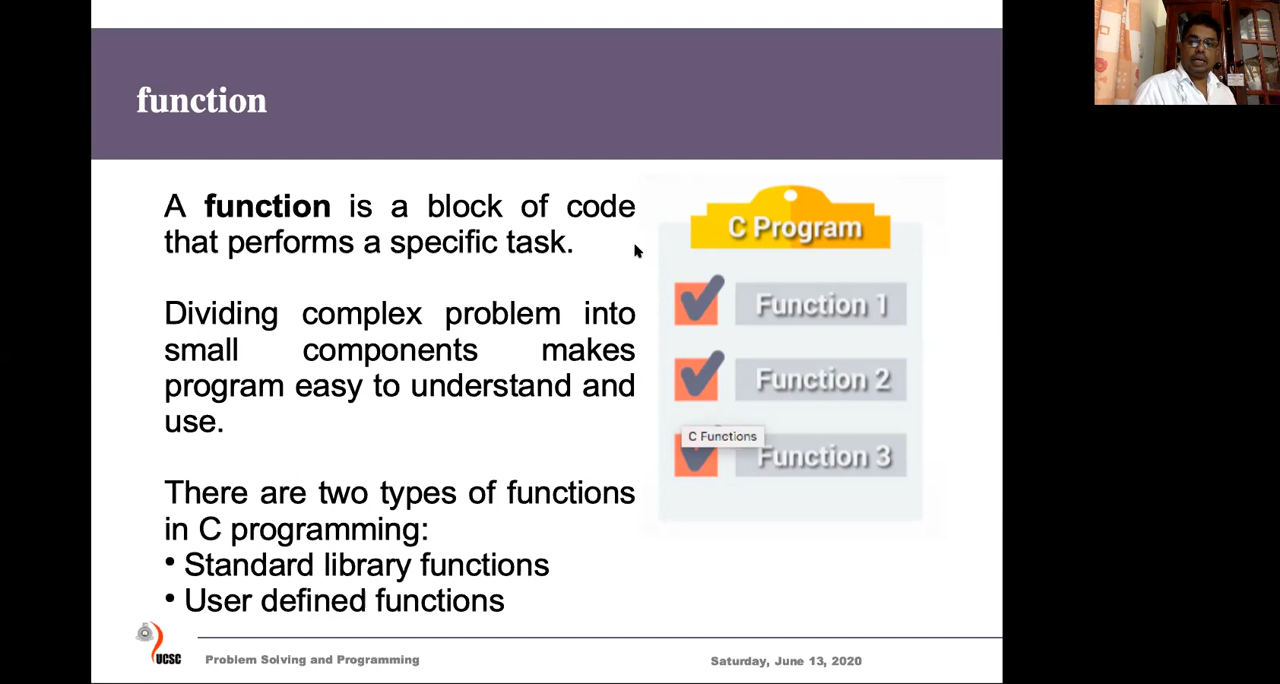 function
A function is a block of code
that performs a specific task.
Dividing complex problem into
small components makes
program easy to understand and
use.
There are two types of functions
in C programming:
• Standard library functions
• User defined functions
C Program
Function 1
Function 2
C Functions
Function 3
UCSC
Problem Solving and Programming
Saturday, June 13, 2020